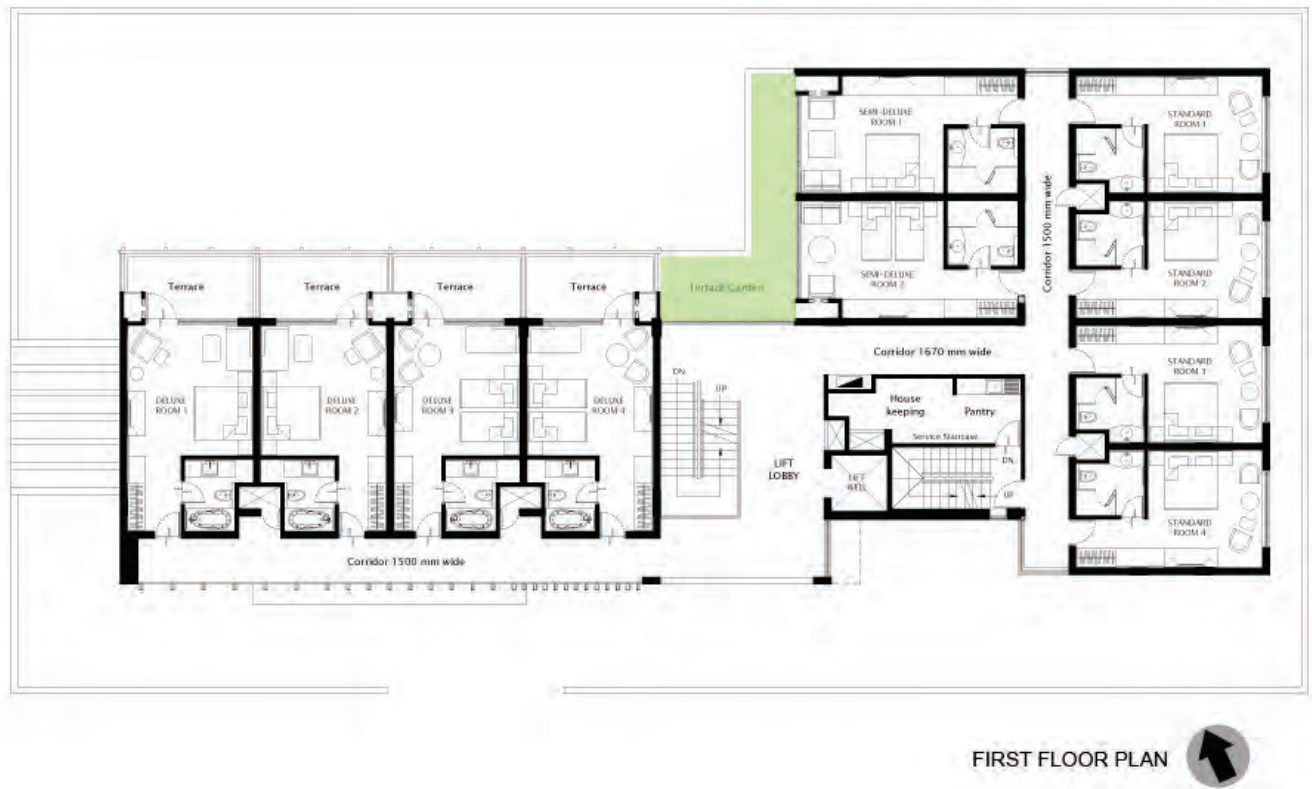 SEMI-DELUXE
ROOM 1
STANDARD
ROOM 1
Corridor 1500 mm wide
SEMI-DELUXE
ROOM 2
STANDARD
ROOM 2
Terrace
Terrace
Terrace
Terrace
Terrace Garden
Corridor 1670 mm wide
STANDARD
ROOM 3
DELUXE
ROOM 1
DELUXE
ROOM 2
DELUXE
ROOM 3
DELUXE
ROOM 4
DN.
UP
House
keeping
Pantry
Service Staircase
LIFT
LOBBY
LIFT
WELL
DN.
UP
STANDARD
ROOM 4
Corridor 1500 mm wide
FIRST FLOOR PLAN